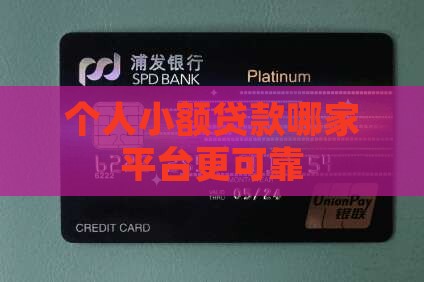 浦发银行
SPD BANK
Platinum
个人小额贷款哪家
平台更可靠
05/24
UnionPay
银联
CREDIT CARD